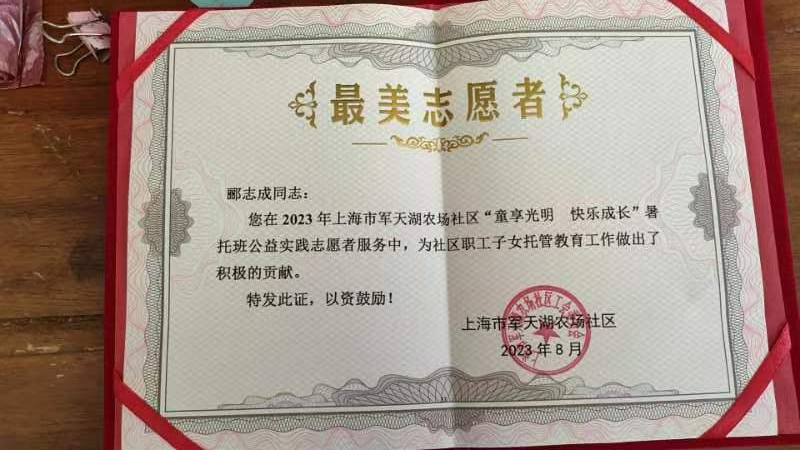 最美志愿者
郦志成同志：
您在2023年上海市军天湖农场社区“童享光明　快乐成长”暑
托班公益实践志愿者服务中，为社区职工子女托管教育工作做出了
积极的贡献。
特发此证，以资鼓励！
上海市军天湖农场社区
2023年8月